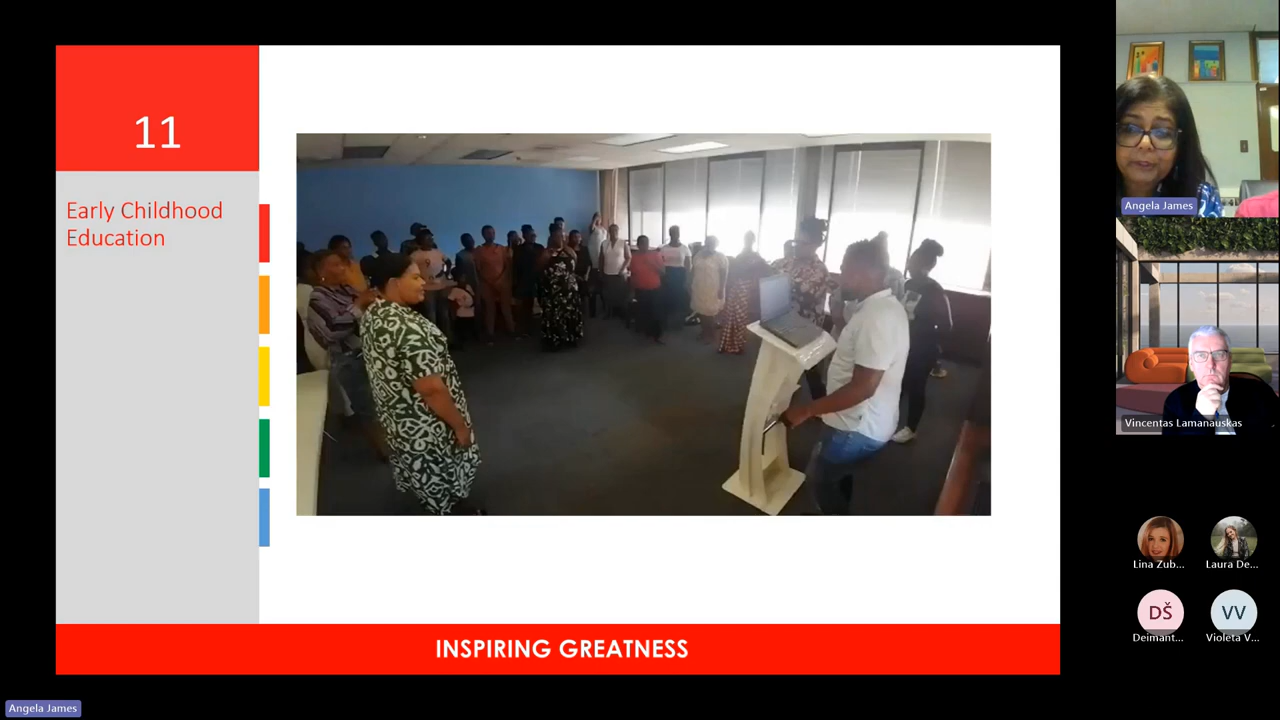 11
Early Childhood
Education
INSPIRING GREATNESS
Angela James
Vincentas Lamanauskas
Lina Zub...
Laura De...
DŠ
VV
Deimant...
Violeta V...
Angela James